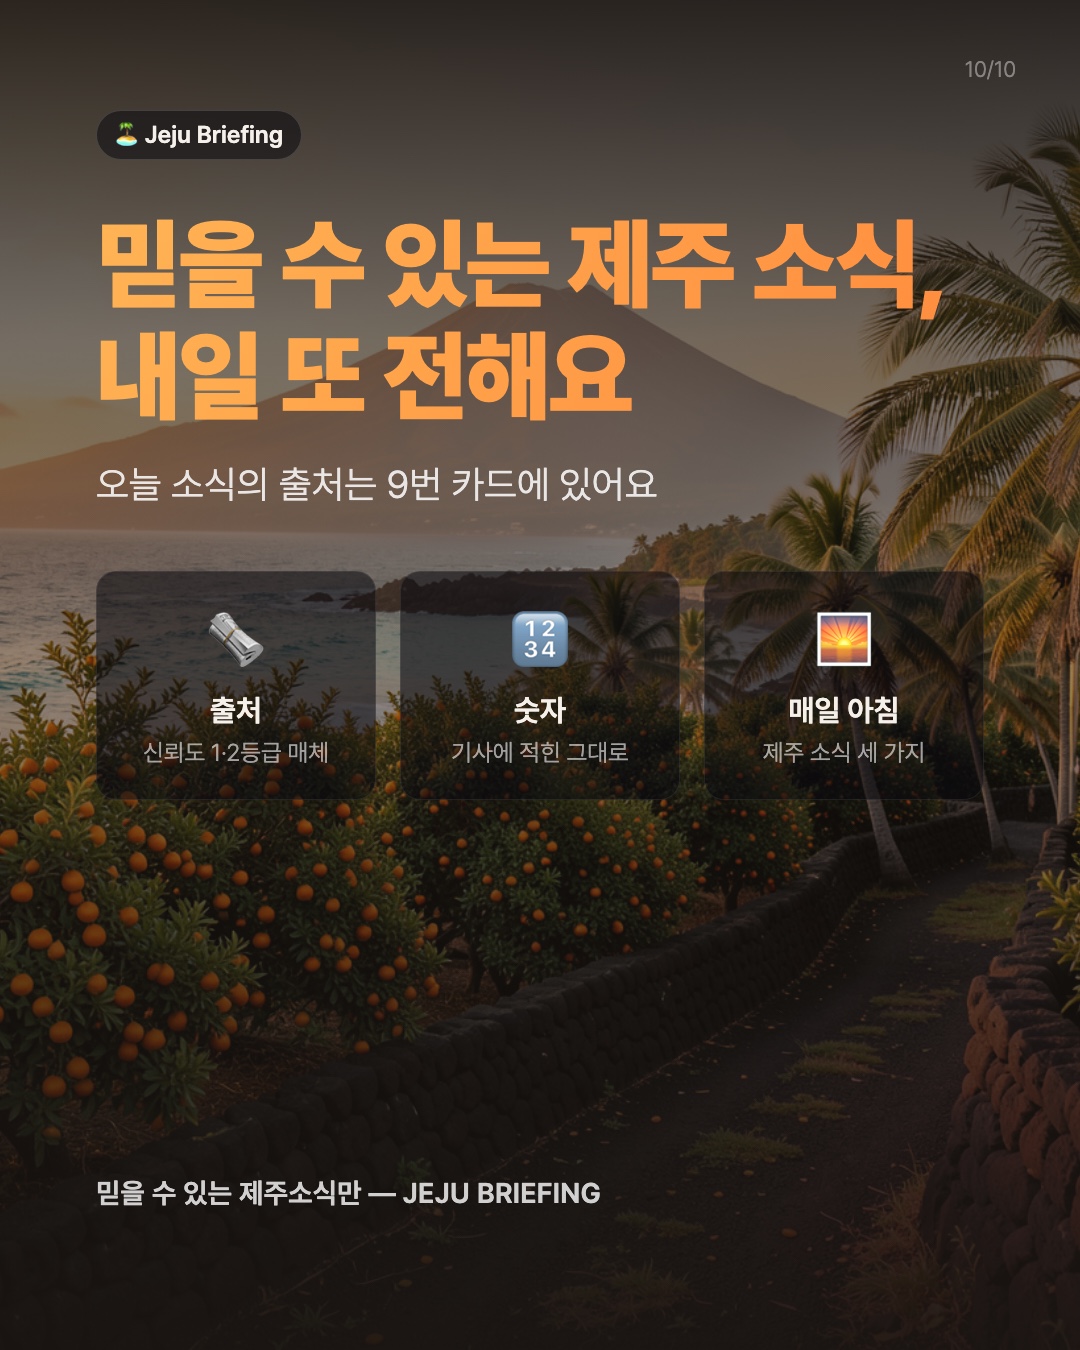 10/10
Jeju Briefing
믿을 수 있는 제주 소식,
내일 또 전해요
오늘 소식의 출처는 9번 카드에 있어요
1 2
3 4
출처
신뢰도 1·2등급 매체
숫자
기사에 적힌 그대로
매일 아침
제주 소식 세 가지
믿을 수 있는 제주소식만 — JEJU BRIEFING